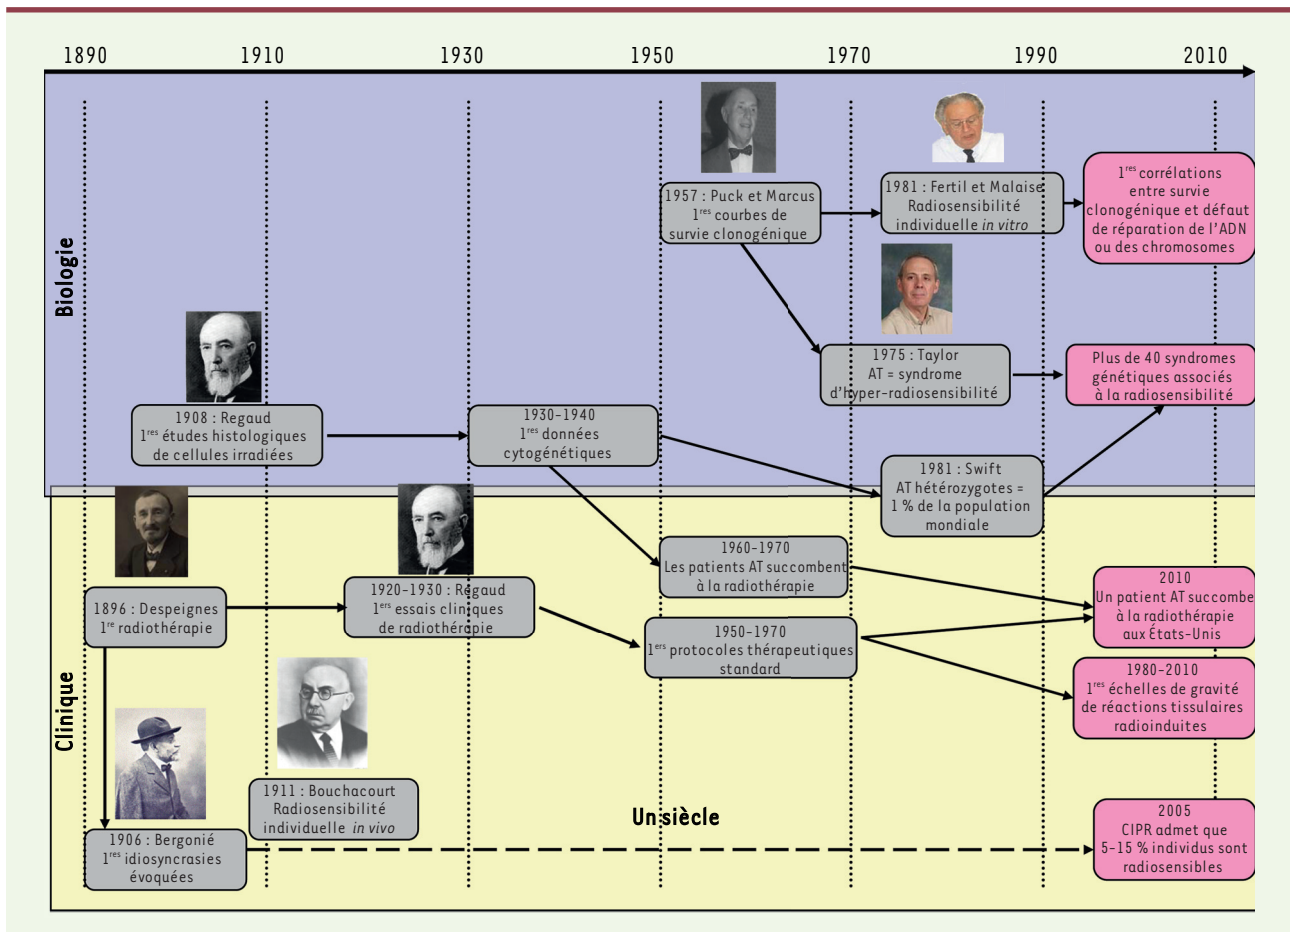 1890 1910 1930 1950 1970 1990 2010
Biologie
1957 : Puck et Marcus
1res courbes de
survie clonogénique
1981 : Fertil et Malaise
Radiosensibilité
individuelle in vitro
1res corrélations
entre survie
clonogénique et défaut
de réparation de l'ADN
ou des chromosomes
1975 : Taylor
AT = syndrome
d'hyper-radiosensibilité
Plus de 40 syndromes
génétiques associés
à la radiosensibilité
1908 : Regaud
1res études histologiques
de cellules irradiées
1930-1940
1res données
cytogénétiques
1981 : Swift
AT hétérozygotes =
1 % de la population
mondiale
Clinique
1896 : Despeignes
1re radiothérapie
1920-1930 : Regaud
1ers essais cliniques
de radiothérapie
1960-1970
Les patients AT succombent
à la radiothérapie
1950-1970
1ers protocoles thérapeutiques
standard
2010
Un patient AT succombe
à la radiothérapie
aux États-Unis
1980-2010
1res échelles de gravité
de réactions tissulaires
radioinduites
1911 : Bouchacourt
Radiosensibilité
individuelle in vivo
Un siècle
1906 : Bergonié
1res idiosyncrasies
évoquées
2005
CIPR admet que
5-15 % individus sont
radiosensibles